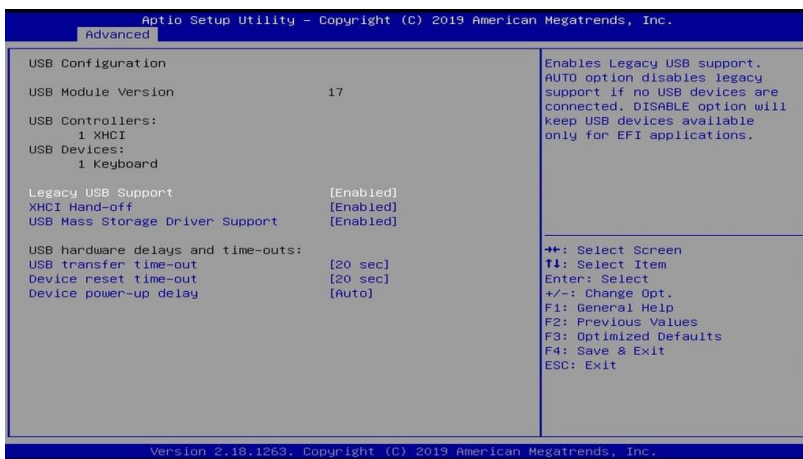 Aptio Setup Utility – Copyright (C) 2019 American Megatrends, Inc.
Advanced
USB Configuration
USB Module Version 17
USB Controllers:
1 XHCI
USB Devices:
1 Keyboard
Legacy USB Support [Enabled]
XHCI Hand-off [Enabled]
USB Mass Storage Driver Support [Enabled]
USB hardware delays and time-outs:
USB transfer time-out [20 sec]
Device reset time-out [20 sec]
Device power-up delay [Auto]
Enables Legacy USB support.
AUTO option disables legacy
support if no USB devices are
connected. DISABLE option will
keep USB devices available
only for EFI applications.
→←: Select Screen
↑↓: Select Item
Enter: Select
+/-: Change Opt.
F1: General Help
F2: Previous Values
F3: Optimized Defaults
F4: Save & Exit
ESC: Exit
Version 2.18.1263. Copyright (C) 2019 American Megatrends, Inc.